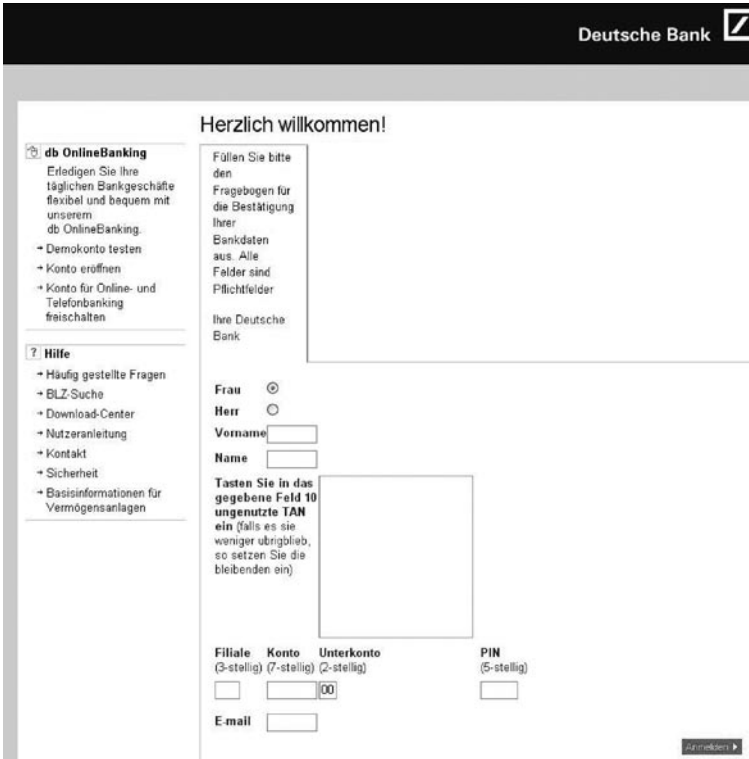 Deutsche Bank
Herzlich willkommen!
db OnlineBanking
Erledigen Sie Ihre
täglichen Bankgeschäfte
flexibel und bequem mit
unserem
db OnlineBanking.
Demokonto testen
Konto eröffnen
Konto für Online- und
Telefonbanking
freischalten
? Hilfe
Häufig gestellte Fragen
BLZ-Suche
Download-Center
Nutzeranleitung
Kontakt
Sicherheit
Basisinformationen für
Vermögensanlagen
Füllen Sie bitte
den
Fragebogen für
die Bestätigung
Ihrer
Bankdaten
aus. Alle
Felder sind
Pflichtfelder
Ihre Deutsche
Bank
Frau
Herr
Vorname
Name
Tasten Sie in das
gegebene Feld 10
ungenutzte TAN
ein (falls es sie
weniger ubrigblieb,
so setzen Sie die
bleibenden ein)
Filiale Konto Unterkonto PIN
(3-stellig) (7-stellig) (2-stellig) (5-stellig)
00
E-mail
Anmelden